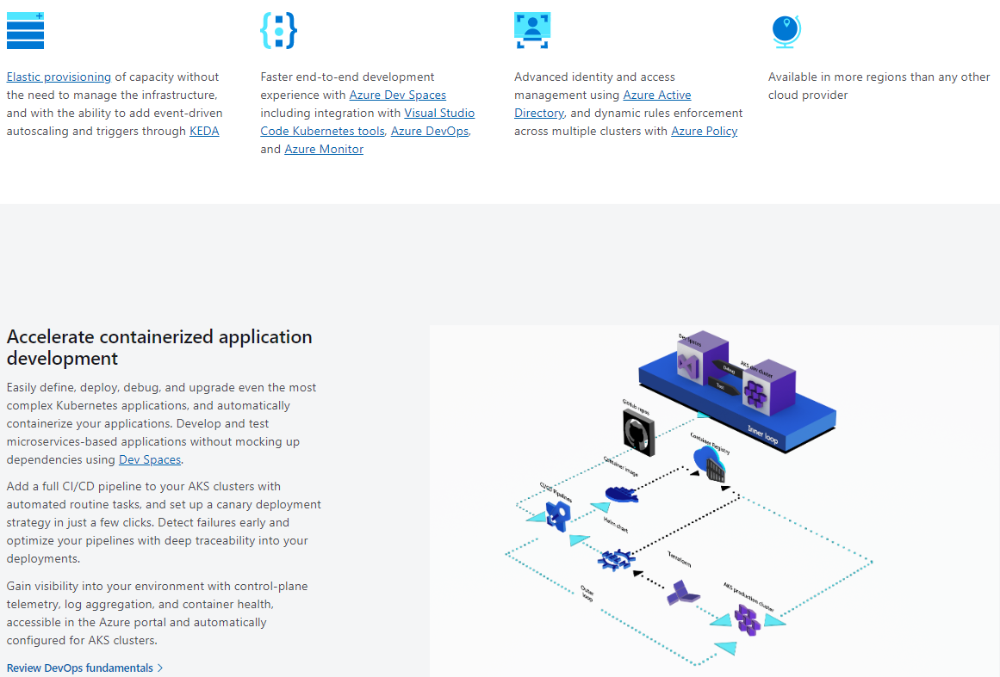 Elastic provisioning of capacity without
the need to manage the infrastructure,
and with the ability to add event-driven
autoscaling and triggers through KEDA
Faster end-to-end development
experience with Azure Dev Spaces
including integration with Visual Studio
Code Kubernetes tools, Azure DevOps,
and Azure Monitor
Advanced identity and access
management using Azure Active
Directory, and dynamic rules enforcement
across multiple clusters with Azure Policy
Available in more regions than any other
cloud provider
Accelerate containerized application
development
Easily define, deploy, debug, and upgrade even the most
complex Kubernetes applications, and automatically
containerize your applications. Develop and test
microservices-based applications without mocking up
dependencies using Dev Spaces.
Add a full CI/CD pipeline to your AKS clusters with
automated routine tasks, and set up a canary deployment
strategy in just a few clicks. Detect failures early and
optimize your pipelines with deep traceability into your
deployments.
Gain visibility into your environment with control-plane
telemetry, log aggregation, and container health,
accessible in the Azure portal and automatically
configured for AKS clusters.
Review DevOps fundamentals
Dev Spaces
Debug
AKS dev cluster
Test
Inner loop
GitHub repos
Container Registry
Container image
CI/CD Pipelines
Helm chart
Terraform
Outer
loop
AKS production cluster